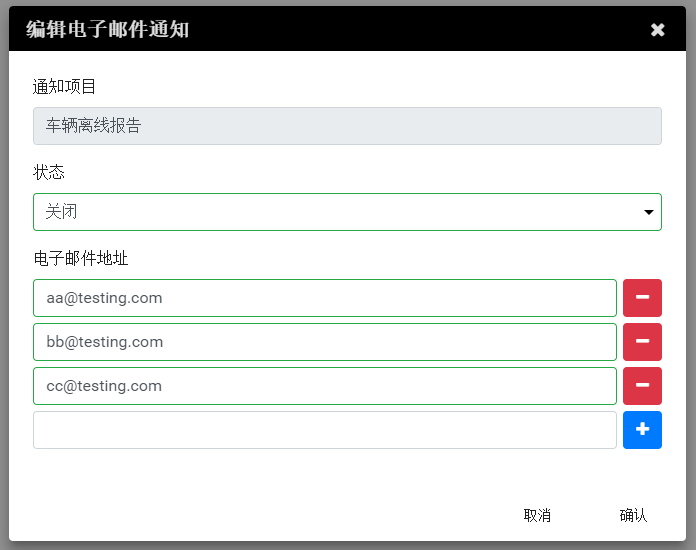 编辑电子邮件通知
通知项目
车辆离线报告
状态
关闭
电子邮件地址
aa@testing.com
bb@testing.com
cc@testing.com
取消 确认